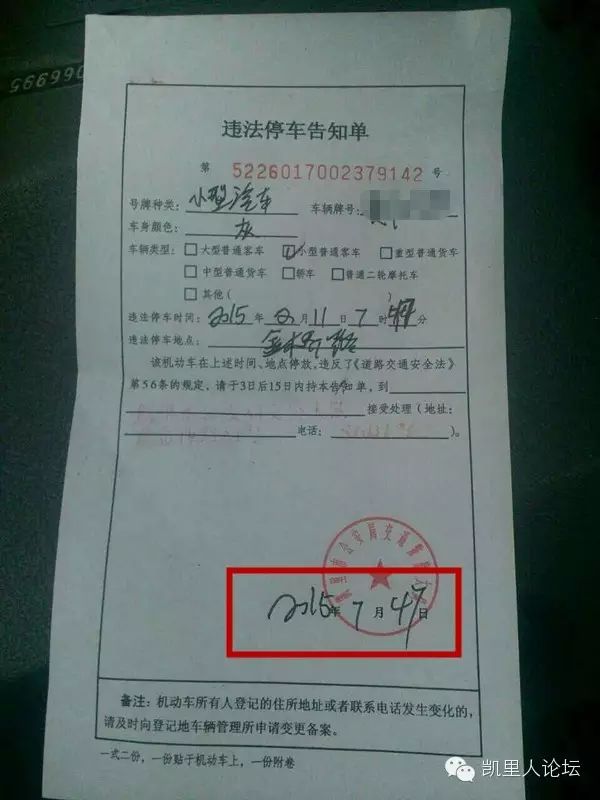 069995
违法停车告知单
第 5226017002379142 号
号牌种类: 小型汽车 车辆牌号:
车身颜色: 灰
车辆类型: □大型普通客车 ☑小型普通客车 □重型普通货车
□中型普通货车 □轿车 □普通二轮摩托车
□其他( )
违法停车时间: 2015 年 月 11 日 7 时 分
违法停车地点: 路
该机动车在上述时间、地点停放,违反了《道路交通安全法》
第56条的规定,请于3日后15日内持本告知单,到
接受处理(地址:
电话: )。
2015年7月47日
备注:机动车所有人登记的住所地址或者联系电话发生变化的,
请及时向登记地车辆管理所申请变更备案。
一式二份,一份贴于机动车上,一份附卷
凯里人论坛